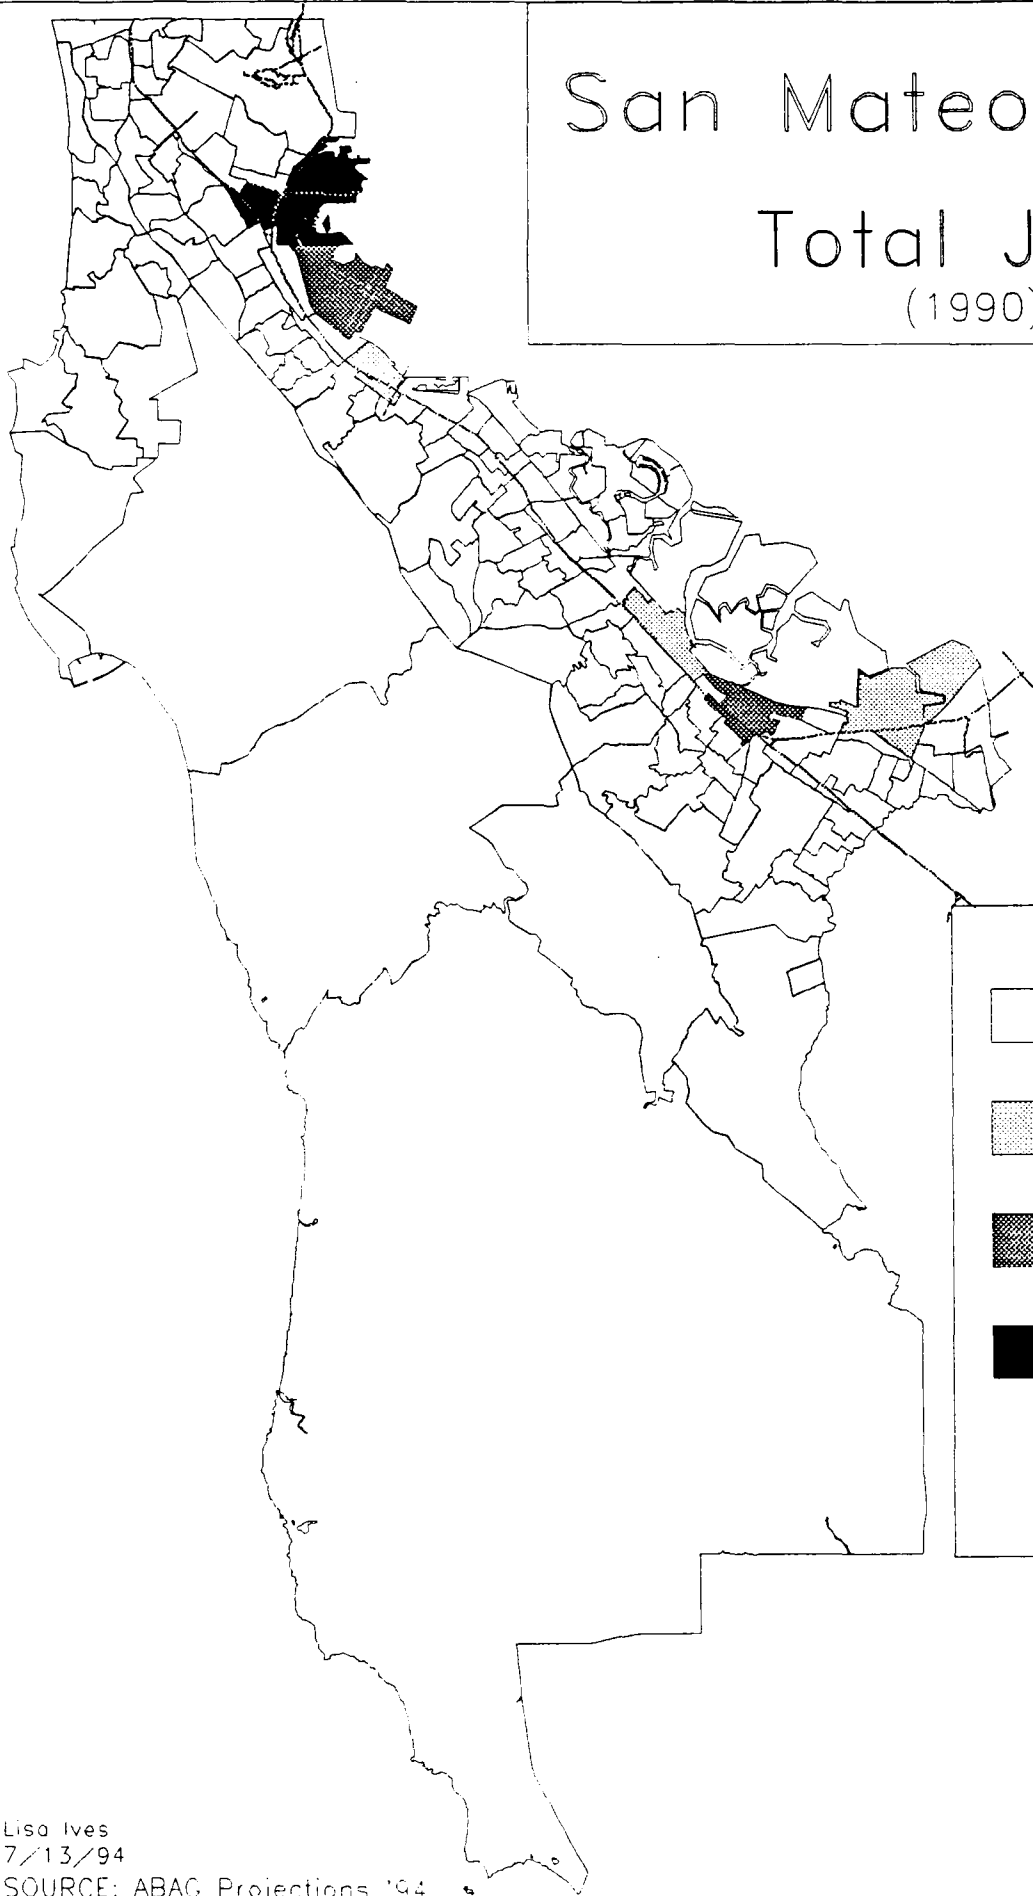 San Mateo
Total J
(1990)
Lisa Ives
7/13/94
SOURCE: ABAG Projections '94